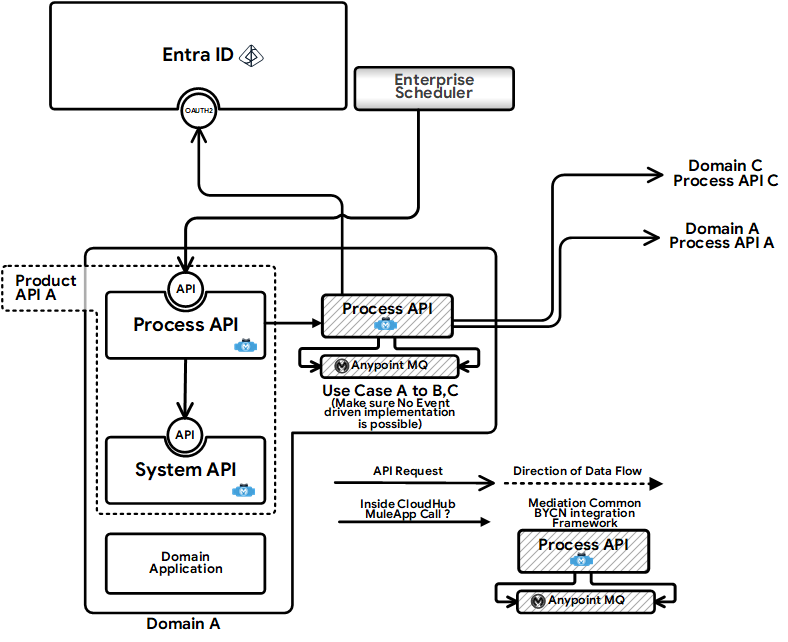 Entra ID
OAUTH2
Enterprise
Scheduler
Domain C
Process API C
Domain A
Process API A
Product
API A
API
Process API
Process API
Anypoint MQ
Use Case A to B,C
(Make sure No Event
driven implementation
is possible)
API
System API
API Request
Direction of Data Flow
Inside CloudHub
MuleApp Call ?
Mediation Common
BYCN integration
Framework
Process API
Anypoint MQ
Domain
Application
Domain A